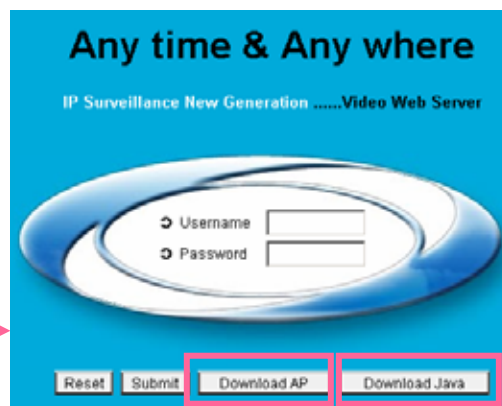 Any time & Any where
IP Surveillance New Generation ......Video Web Server
Username
Password
Reset Submit Download AP Download Java